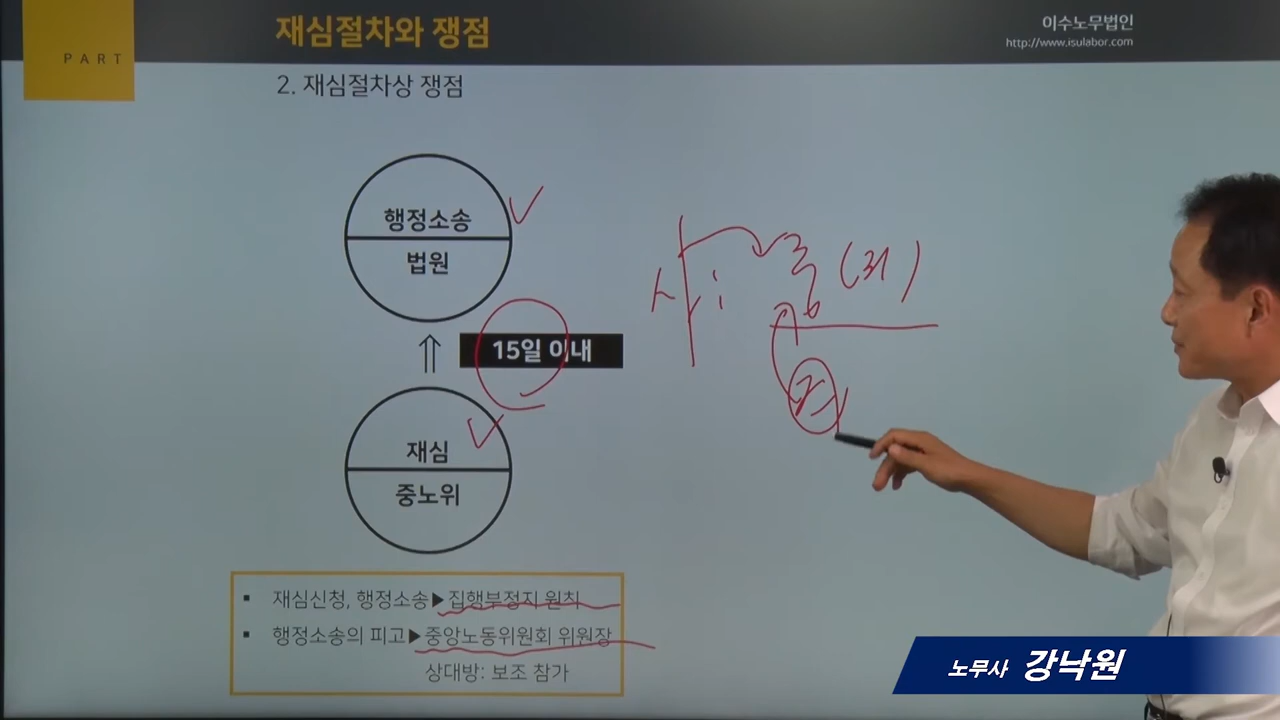 PART
재심절차와 쟁점
이수노무법인
http://www.isulabor.com
2. 재심절차상 쟁점
행정소송
법원
15일 이내
재심
중노위
사 : 중 (피)
▪ 재심신청, 행정소송▶집행부정지 원칙
▪ 행정소송의 피고▶중앙노동위원회 위원장
상대방: 보조 참가
노무사 강낙원